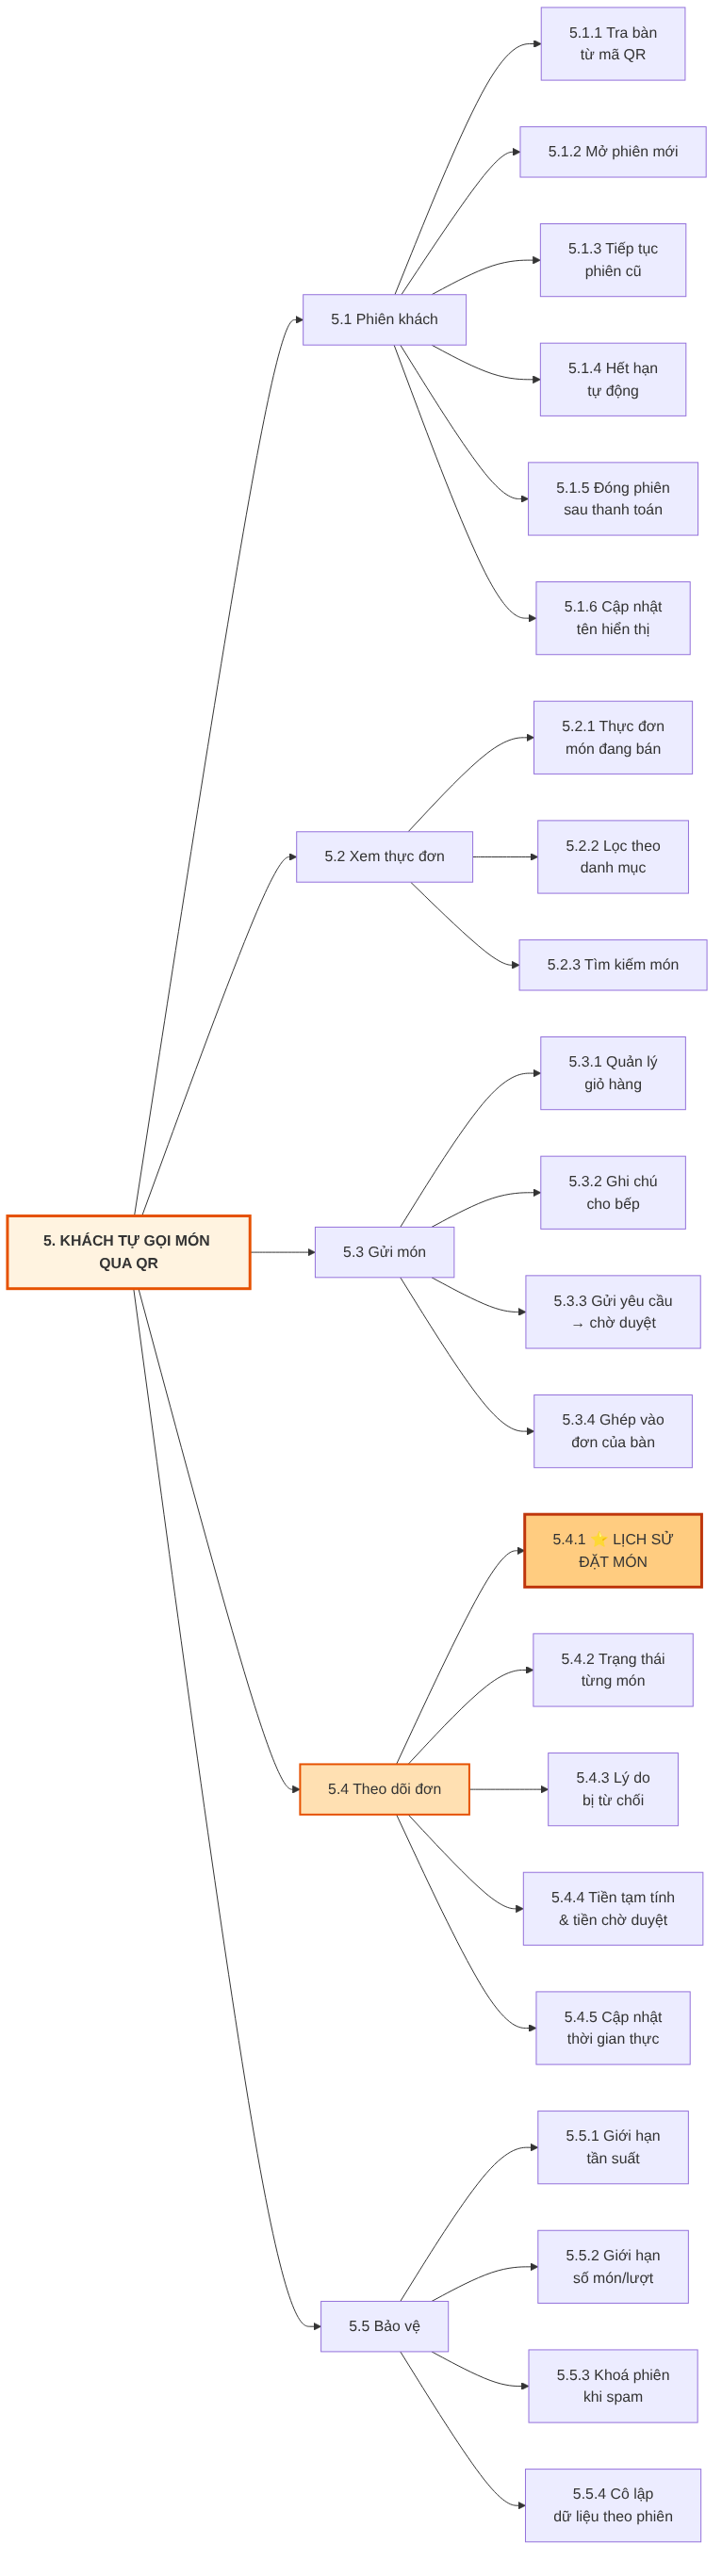 5. KHÁCH TỰ GỌI MÓN
QUA QR
5.1 Phiên khách
5.1.1 Tra bàn
từ mã QR
5.1.2 Mở phiên mới
5.1.3 Tiếp tục
phiên cũ
5.1.4 Hết hạn
tự động
5.1.5 Đóng phiên
sau thanh toán
5.1.6 Cập nhật
tên hiển thị
5.2 Xem thực đơn
5.2.1 Thực đơn
món đang bán
5.2.2 Lọc theo
danh mục
5.2.3 Tìm kiếm món
5.3 Gửi món
5.3.1 Quản lý
giỏ hàng
5.3.2 Ghi chú
cho bếp
5.3.3 Gửi yêu cầu
→ chờ duyệt
5.3.4 Ghép vào
đơn của bàn
5.4 Theo dõi đơn
5.4.1 ⭐ LỊCH SỬ
ĐẶT MÓN
5.4.2 Trạng thái
từng món
5.4.3 Lý do
bị từ chối
5.4.4 Tiền tạm tính
& tiền chờ duyệt
5.4.5 Cập nhật
thời gian thực
5.5 Bảo vệ
5.5.1 Giới hạn
tần suất
5.5.2 Giới hạn
số món/lượt
5.5.3 Khoá phiên
khi spam
5.5.4 Cô lập
dữ liệu theo phiên